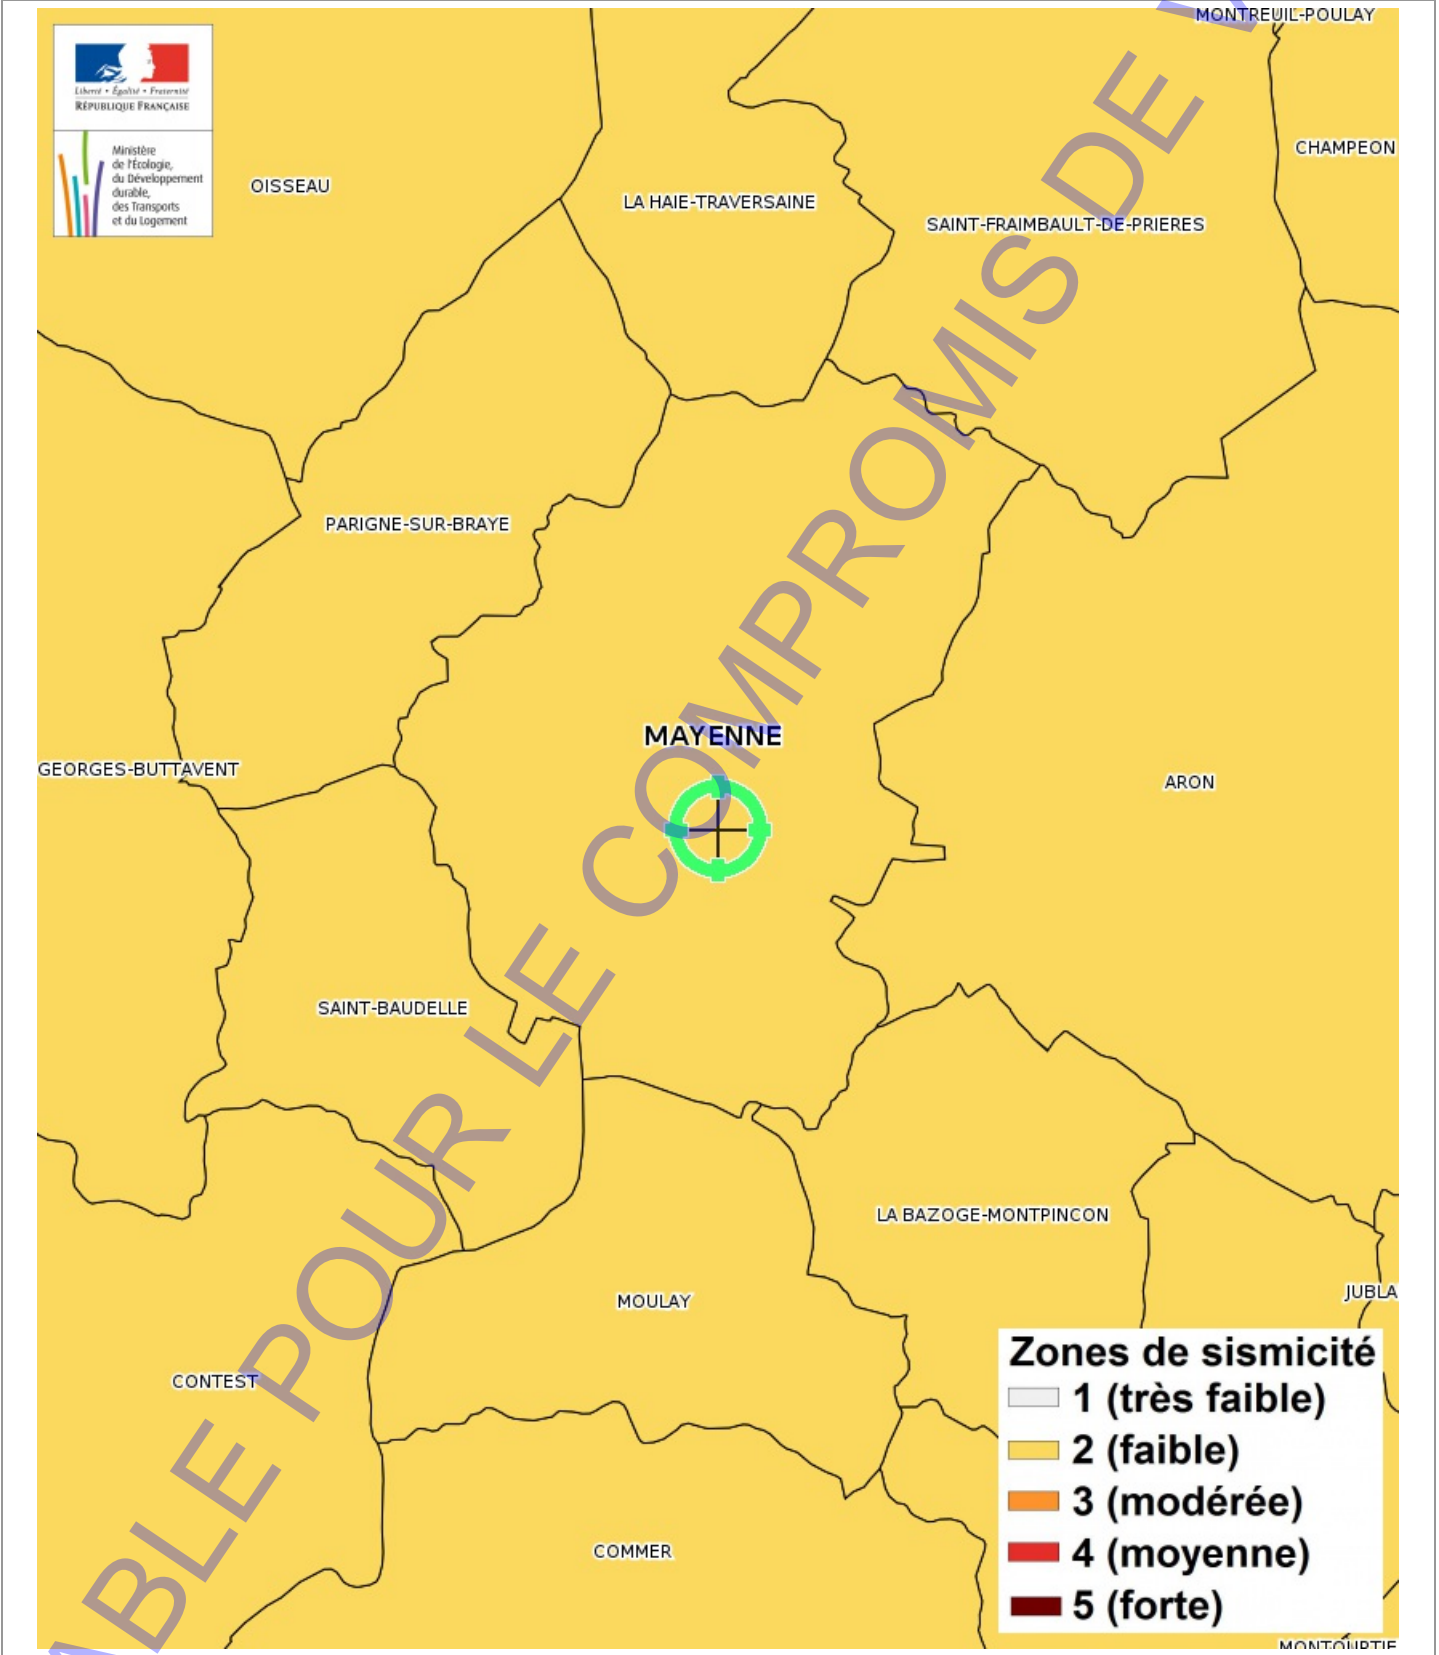 MONTREUIL-POULAY
Liberté • Égalité • Fraternité
RÉPUBLIQUE FRANÇAISE
Ministère
de l'Écologie,
du Développement
durable,
des Transports
et du Logement
CHAMPEON
OISSEAU
LA HAIE-TRAVERSAINE
SAINT-FRAIMBAULT-DE-PRIERES
PARIGNE-SUR-BRAYE
MAYENNE
GEORGES-BUTTAVENT
ARON
SAINT-BAUDELLE
LA BAZOGE-MONTPINCON
MOULAY
JUBLA
CONTEST
COMMER
Zones de sismicité
1 (très faible)
2 (faible)
3 (modérée)
4 (moyenne)
5 (forte)
MONTOURTIE
ABLE POUR LE COMPROMIS DE V